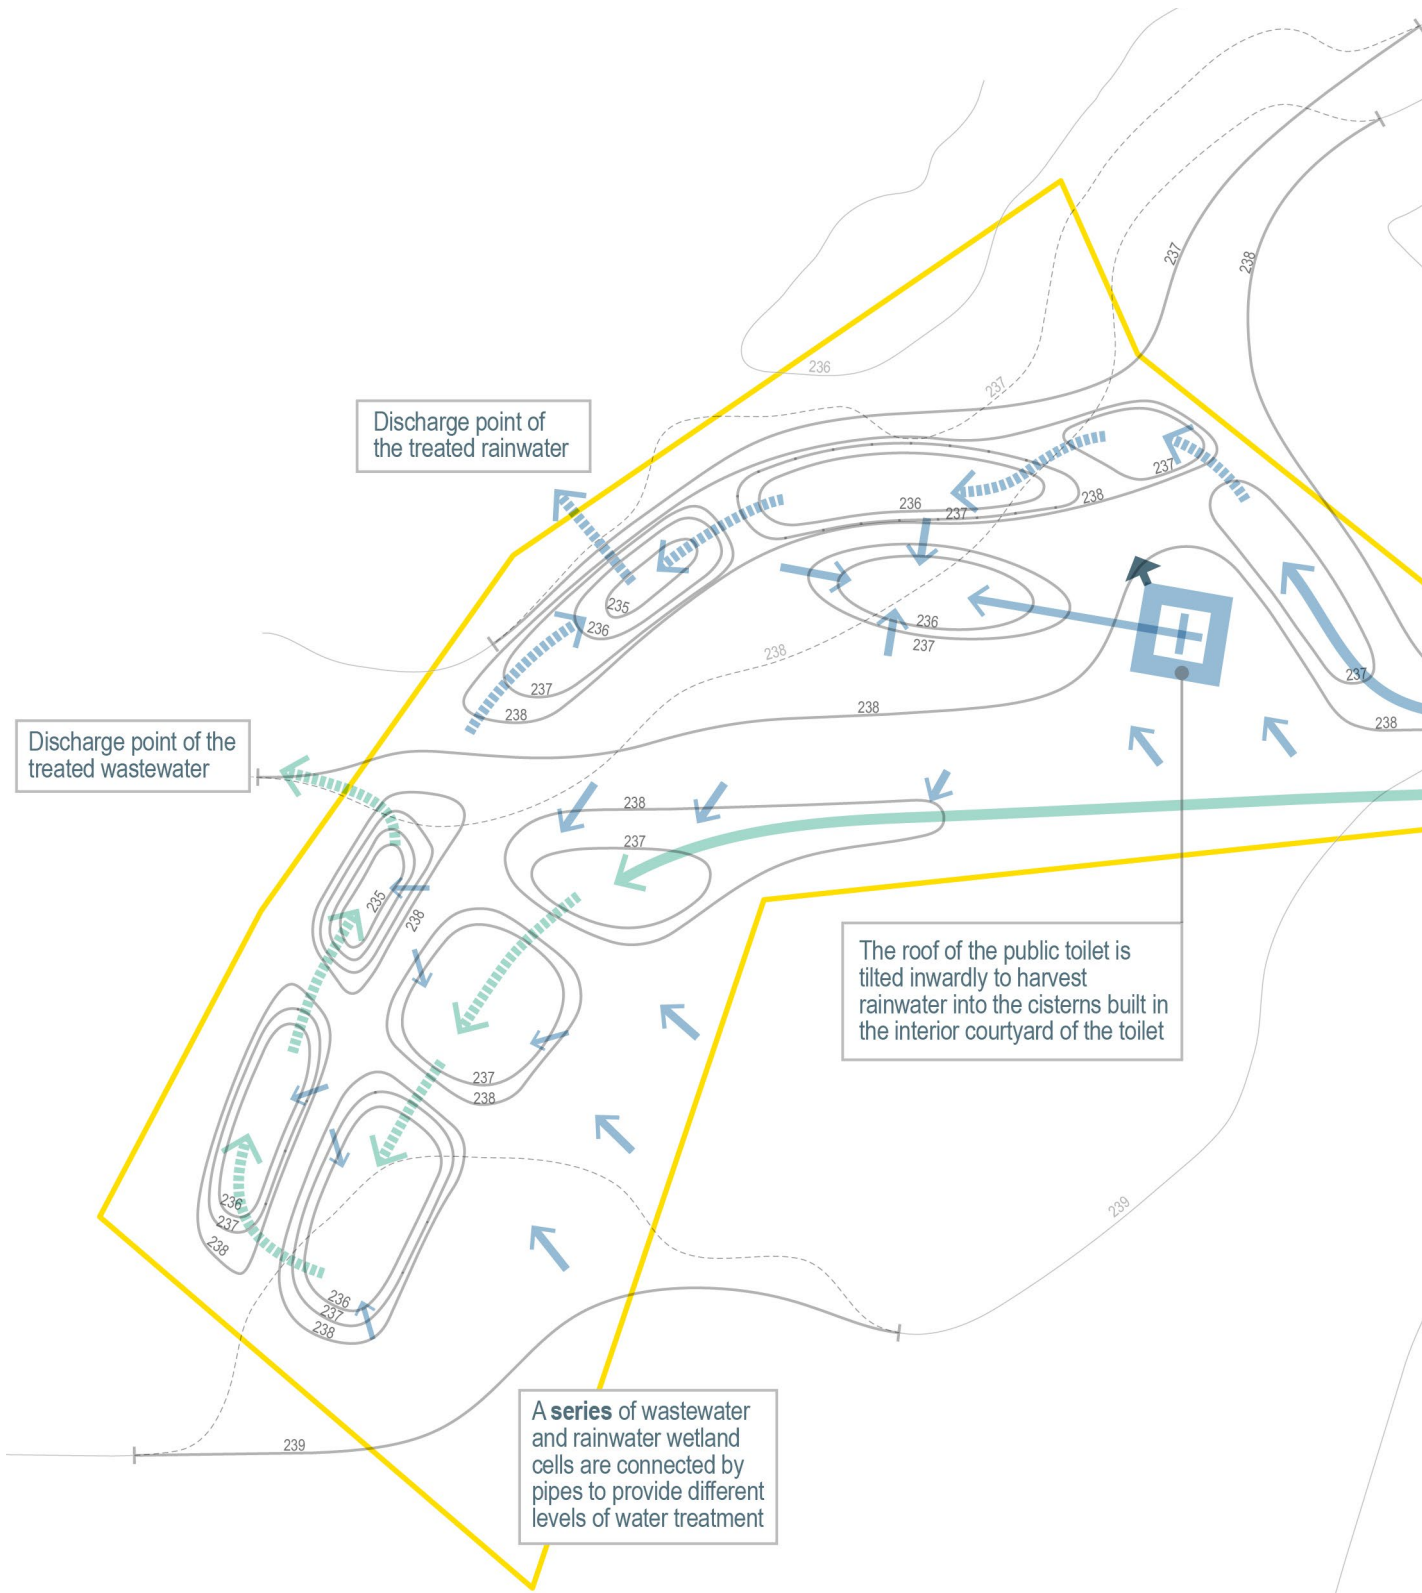 237
238
236
237
Discharge point of
the treated rainwater
237
238
236
237
235
236
236
237
238
237
238
237
238
238
Discharge point of the
treated wastewater
238
237
235
238
The roof of the public toilet is
tilted inwardly to harvest
rainwater into the cisterns built in
the interior courtyard of the toilet
237
238
236
237
238
239
236
237
238
A series of wastewater
and rainwater wetland
cells are connected by
pipes to provide different
levels of water treatment
239